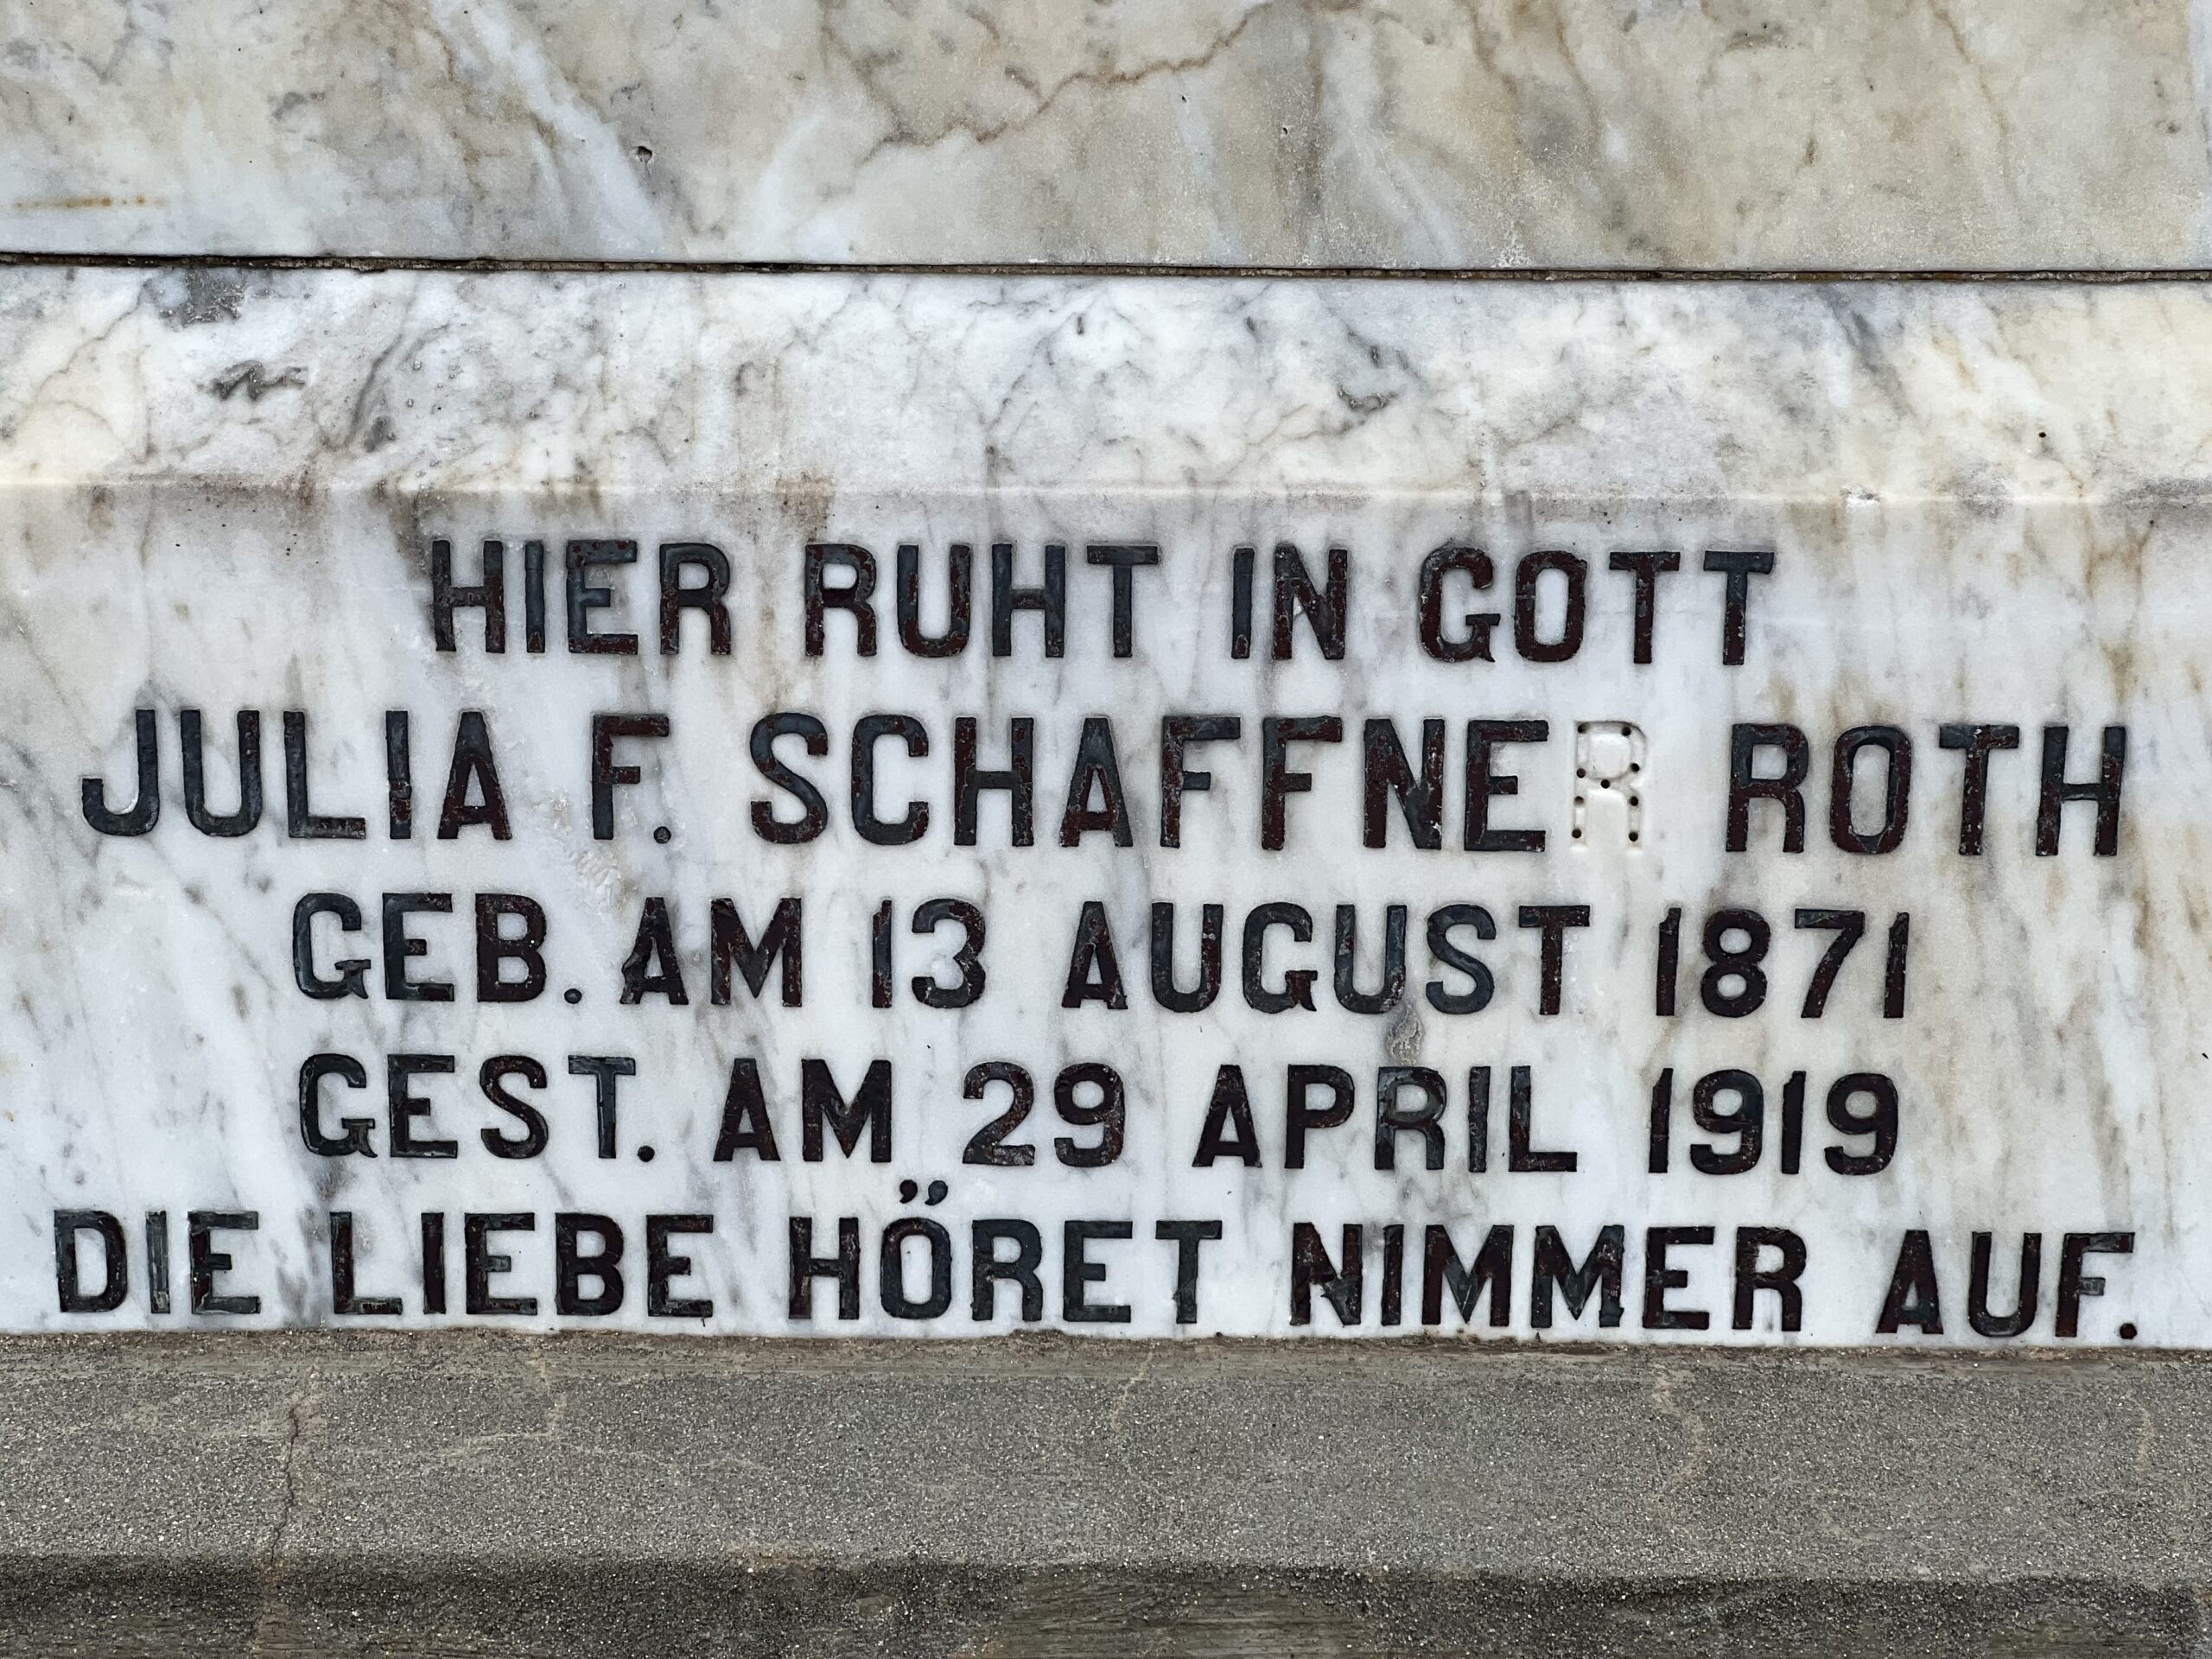 HIER RUHT IN GOTT
JULIA F. SCHAFFNER ROTH
GEB. AM 13 AUGUST 1871
GEST. AM 29 APRIL 1919
DIE LIEBE HÖRET NIMMER AUF.